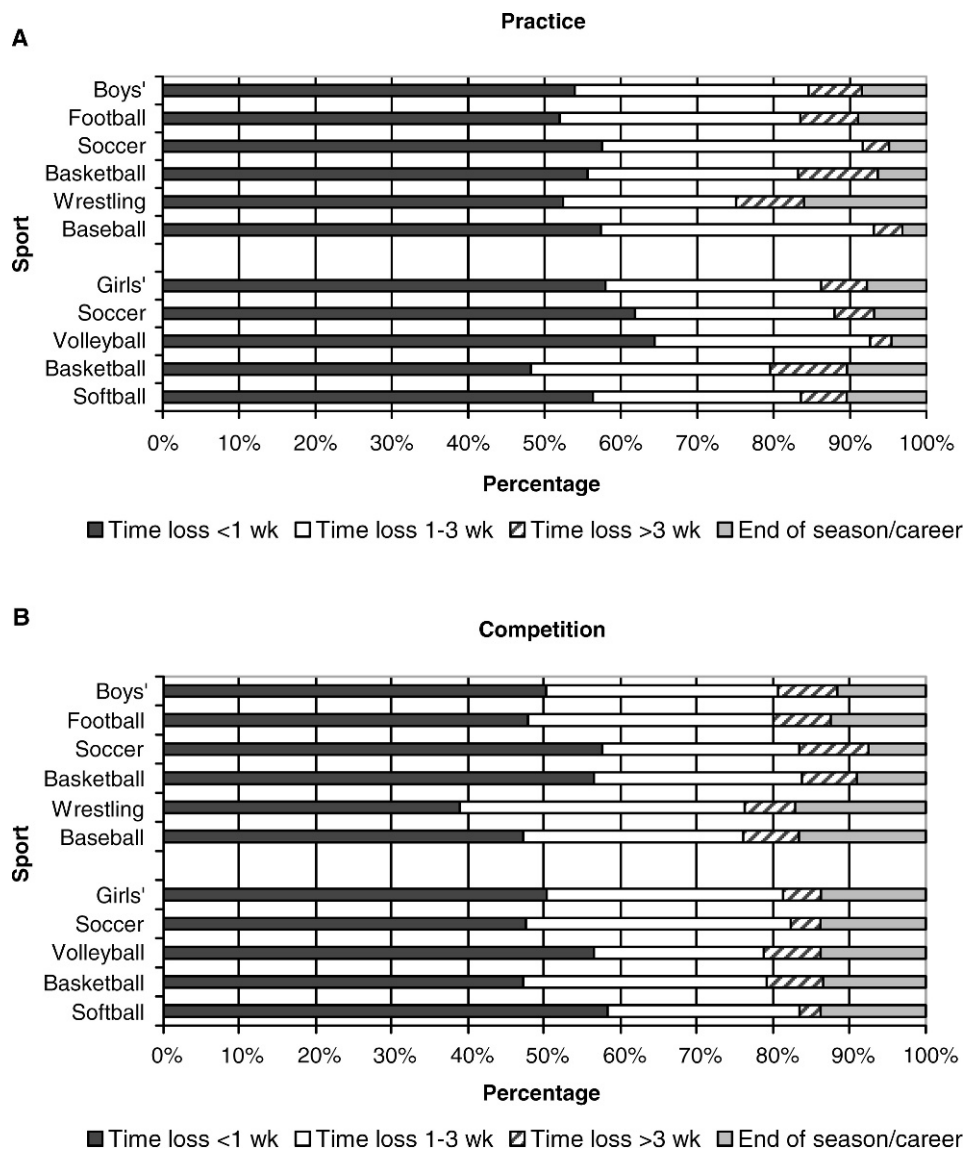 Practice
A
Boys'
Football
Soccer
Basketball
Wrestling
Baseball
Girls'
Soccer
Volleyball
Basketball
Softball
Sport
0% 10% 20% 30% 40% 50% 60% 70% 80% 90% 100%
Percentage
Time loss <1 wk Time loss 1-3 wk Time loss >3 wk End of season/career
B
Competition
Boys'
Football
Soccer
Basketball
Wrestling
Baseball
Girls'
Soccer
Volleyball
Basketball
Softball
Sport
0% 10% 20% 30% 40% 50% 60% 70% 80% 90% 100%
Percentage
Time loss <1 wk Time loss 1-3 wk Time loss >3 wk End of season/career